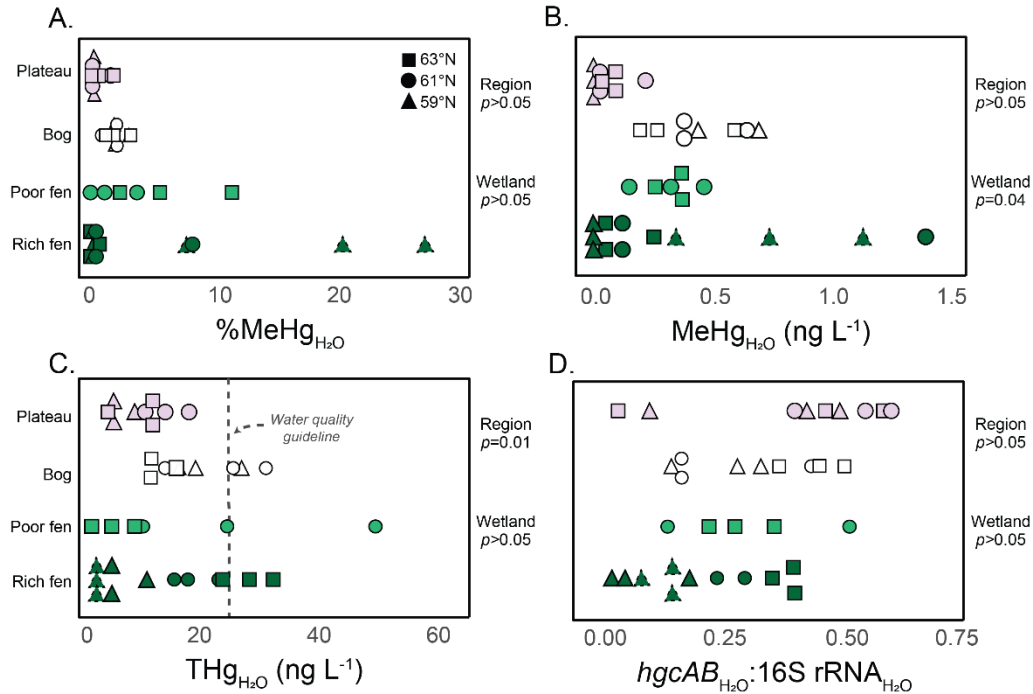 A.
Plateau
Bog
Poor fen
Rich fen
63°N
61°N
59°N
Region
p>0.05
Wetland
p>0.05
0 10 20 30
%MeHgH₂O
B.
Region
p>0.05
Wetland
p=0.04
0.0 0.5 1.0 1.5
MeHgH₂O (ng L⁻¹)
C.
Plateau
Bog
Poor fen
Rich fen
Water quality
guideline
Region
p=0.01
Wetland
p>0.05
0 20 40 60
THgH₂O (ng L⁻¹)
D.
Region
p>0.05
Wetland
p>0.05
0.00 0.25 0.50 0.75
hgcABH₂O:16S rRNAH₂O